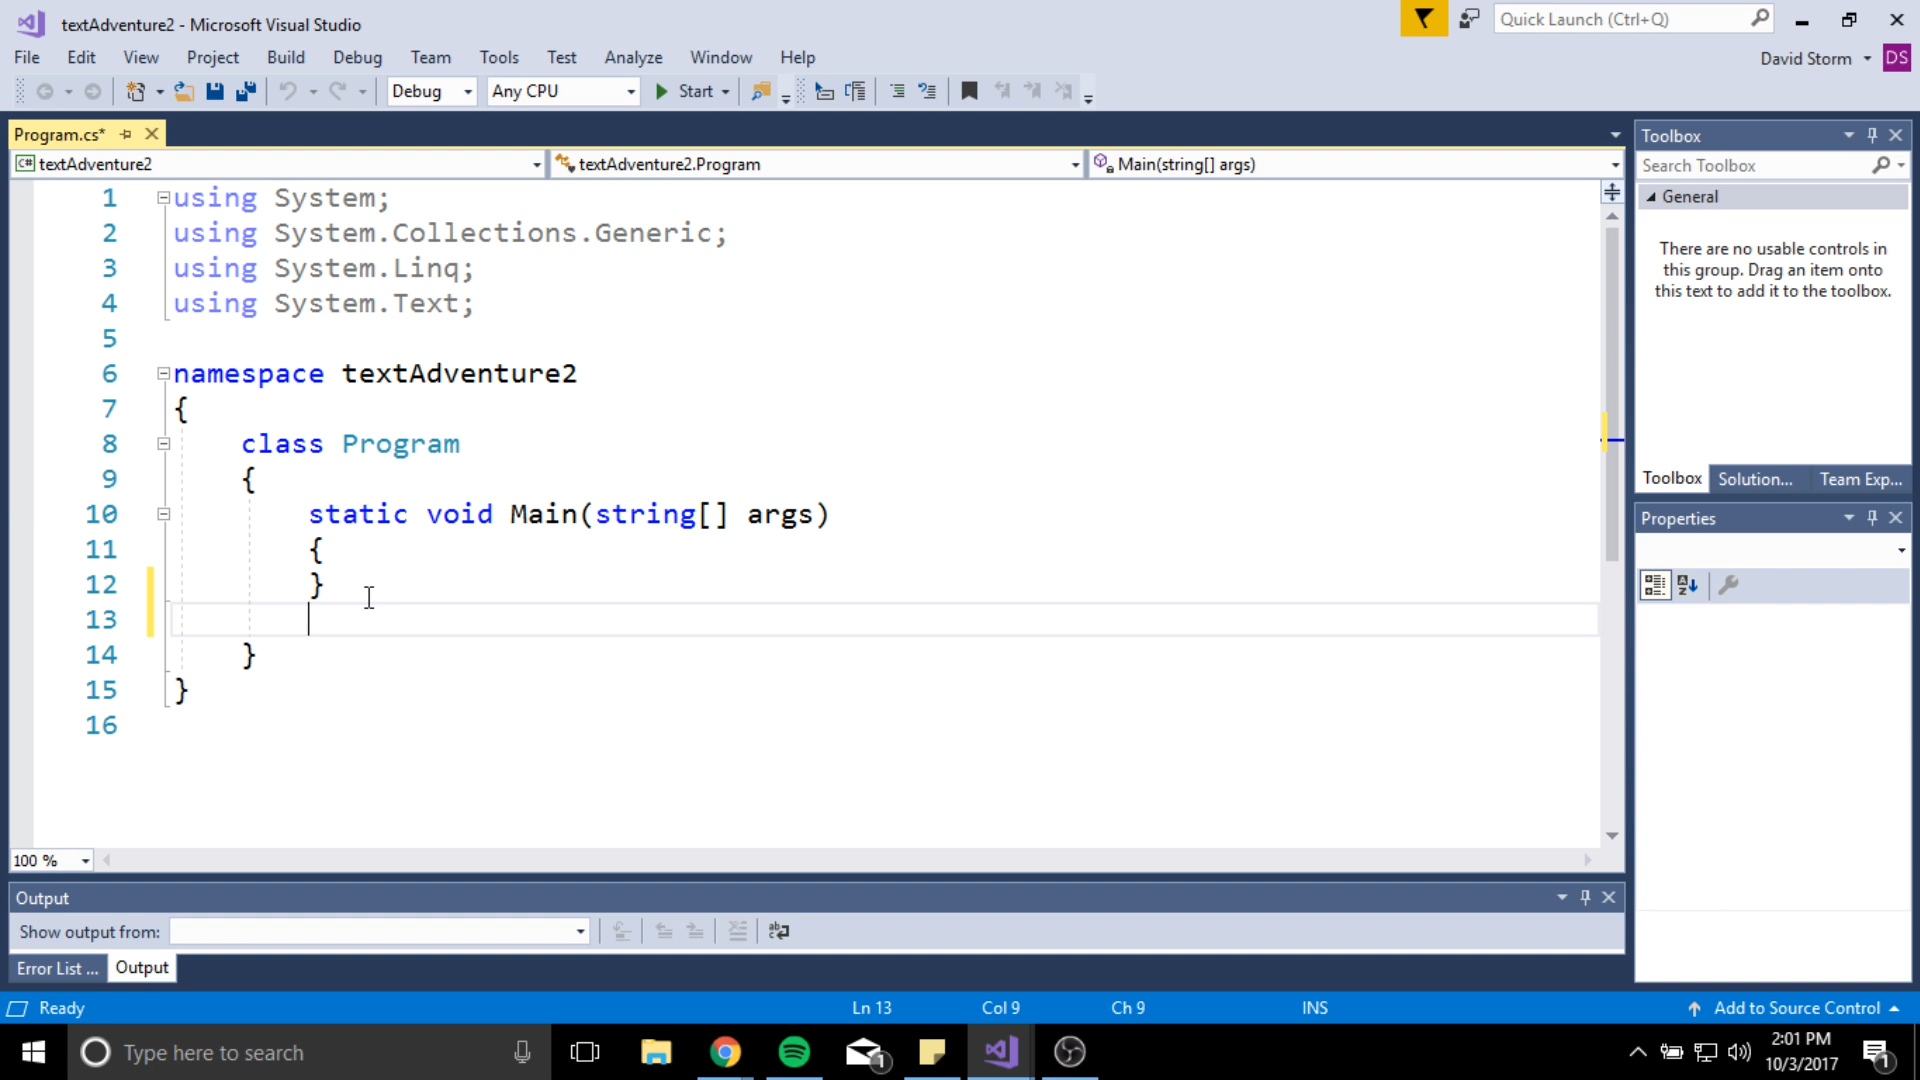 textAdventure2 - Microsoft Visual Studio
Quick Launch (Ctrl+Q)
File Edit View Project Build Debug Team Tools Test Analyze Window Help
David Storm DS
Debug Any CPU Start
Program.cs*
textAdventure2 textAdventure2.Program Main(string[] args)
1 using System;
2 using System.Collections.Generic;
3 using System.Linq;
4 using System.Text;
5
6 namespace textAdventure2
7 {
8 class Program
9 {
10 static void Main(string[] args)
11 {
12 }
13
14 }
15 }
16
100 %
Toolbox
Search Toolbox
General
There are no usable controls in
this group. Drag an item onto
this text to add it to the toolbox.
Toolbox Solution... Team Exp...
Properties
Output
Show output from:
Error List ... Output
Ready Ln 13 Col 9 Ch 9 INS Add to Source Control
Type here to search
1
2:01 PM
10/3/2017
1